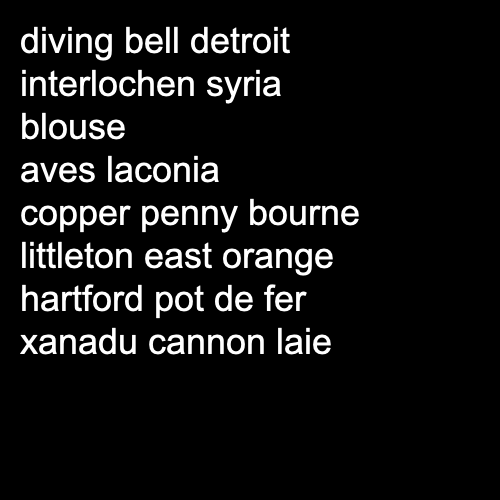 diving bell detroit
interlochen syria
blouse
aves laconia
copper penny bourne
littleton east orange
hartford pot de fer
xanadu cannon laie